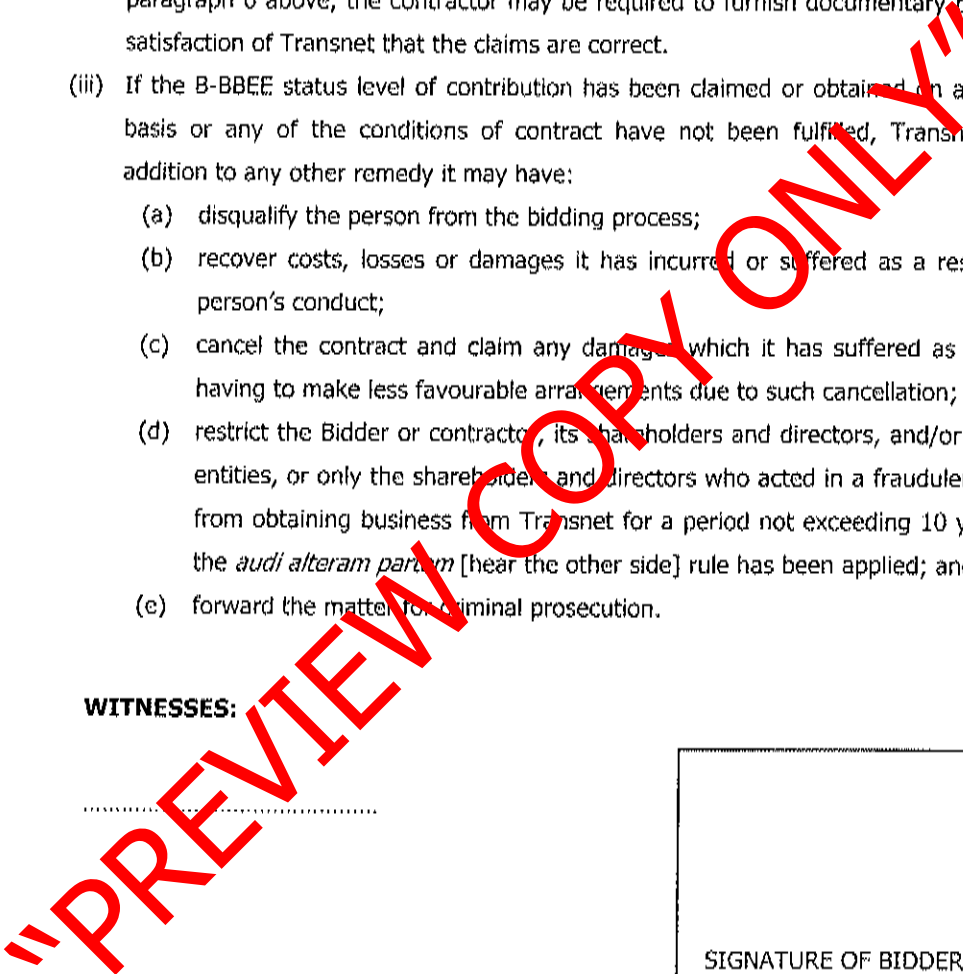 paragraph 6 above, the contractor may be required to furnish documentary
satisfaction of Transnet that the claims are correct.
(iii) If the B-BBEE status level of contribution has been claimed or obtained on a
basis or any of the conditions of contract have not been fulfilled,
addition to any other remedy it may have:
(a) disqualify the person from the bidding process;
(b) recover costs, losses or damages it has incurred or suffered as a
person's conduct;
(c) cancel the contract and claim any damages which it has suffered as
having to make less favourable arrangements due to such cancellation;
(d) restrict the Bidder or contractor, its shareholders and directors, and/or
entities, or only the shareholders and directors who acted in a
from obtaining business from Transnet for a period not exceeding 10
the audi alteram partem [hear the other side] rule has been applied;
(e) forward the matter for criminal prosecution.
WITNESSES:
SIGNATURE OF BIDDER
"PREVIEW COPY ONLY"